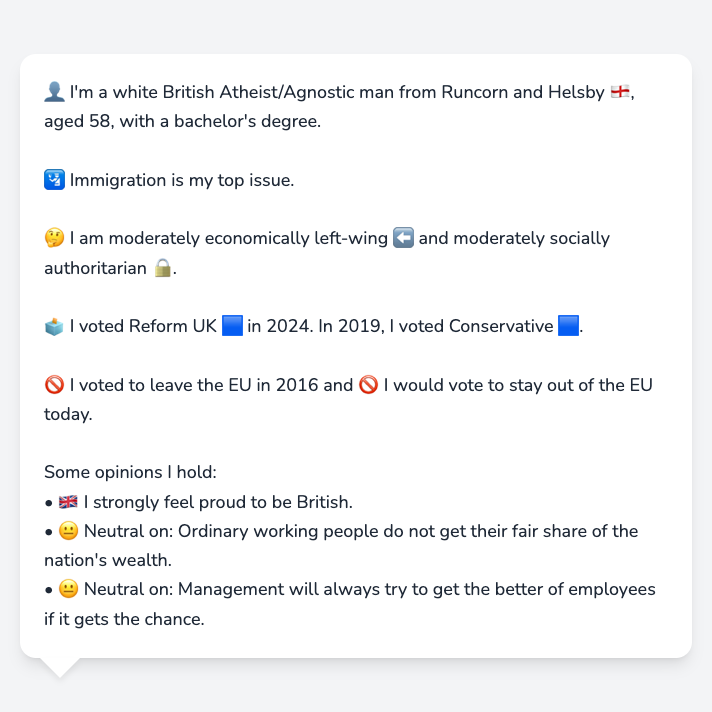 👤 I'm a white British Atheist/Agnostic man from Runcorn and Helsby 🏴󠁧󠁢󠁥󠁮󠁧󠁿,
aged 58, with a bachelor's degree.
🛂 Immigration is my top issue.
🤔 I am moderately economically left-wing ⬅️ and moderately socially
authoritarian 🔒.
🗳️ I voted Reform UK 🟦 in 2024. In 2019, I voted Conservative 🟦.
🚫 I voted to leave the EU in 2016 and 🚫 I would vote to stay out of the EU
today.
Some opinions I hold:
• 🇬🇧 I strongly feel proud to be British.
• 😐 Neutral on: Ordinary working people do not get their fair share of the
nation's wealth.
• 😐 Neutral on: Management will always try to get the better of employees
if it gets the chance.